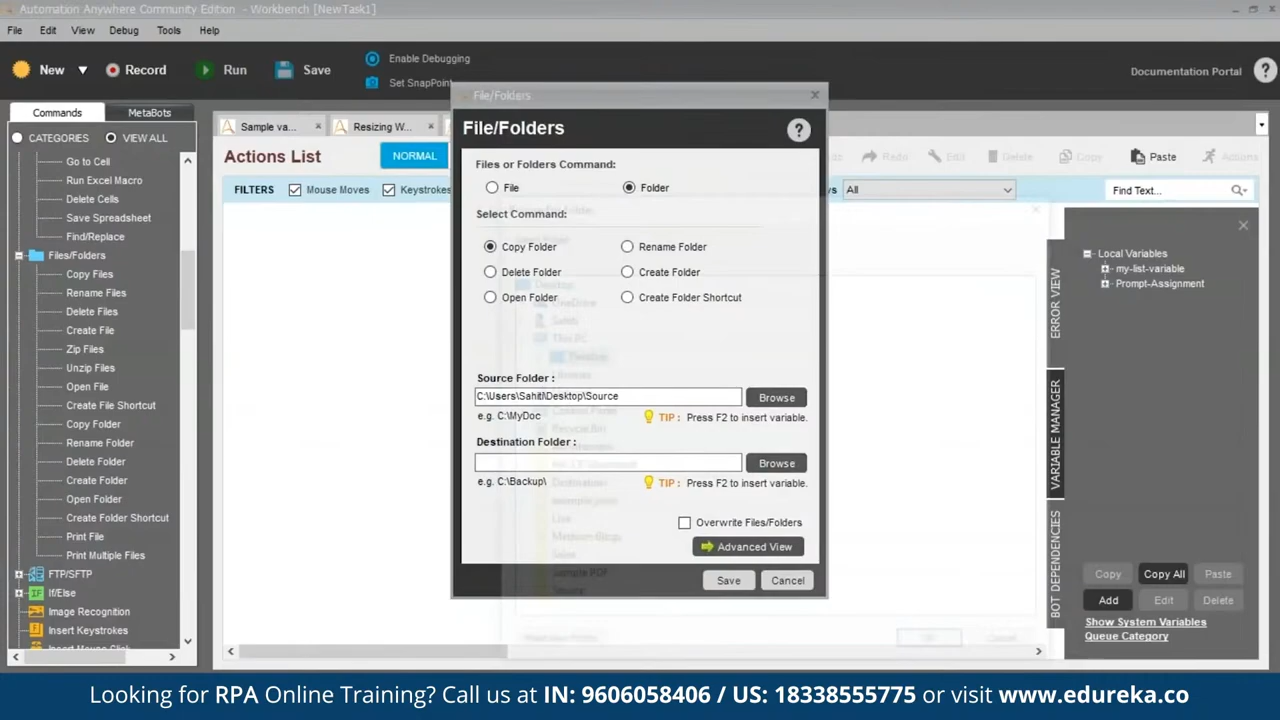 Automation Anywhere Community Edition - Workbench [NewTask1]
File Edit View Debug Tools Help
New Record Run Save
Enable Debugging
Set SnapPoint
Documentation Portal ?
Commands MetaBots
CATEGORIES VIEW ALL
Go to Cell
Run Excel Macro
Delete Cells
Save Spreadsheet
Find/Replace
Files/Folders
Copy Files
Rename Files
Delete Files
Create File
Zip Files
Unzip Files
Open File
Create File Shortcut
Copy Folder
Rename Folder
Delete Folder
Create Folder
Open Folder
Create Folder Shortcut
Print File
Print Multiple Files
FTP/SFTP
If/Else
Image Recognition
Insert Keystrokes
Insert Mouse Click
Sample va... Resizing W...
Actions List NORMAL
Redo Edit Delete Copy Paste Actions
FILTERS Mouse Moves Keystrokes
All
Find Text...
File/Folders
File/Folders ?
Files or Folders Command:
File Folder
Select Command:
Copy Folder Rename Folder
Delete Folder Create Folder
Open Folder Create Folder Shortcut
Source Folder :
C:\Users\Sahiti\Desktop\Source Browse
e.g. C:\MyDoc TIP : Press F2 to insert variable.
Destination Folder :
Browse
e.g. C:\Backup\ TIP : Press F2 to insert variable.
Overwrite Files/Folders
Advanced View
Save Cancel
ERROR VIEW
VARIABLE MANAGER
BOT DEPENDENCIES
Local Variables
my-list-variable
Prompt-Assignment
Copy Copy All Paste
Add Edit Delete
Show System Variables
Queue Category
Looking for RPA Online Training? Call us at IN: 9606058406 / US: 18338555775 or visit www.edureka.co